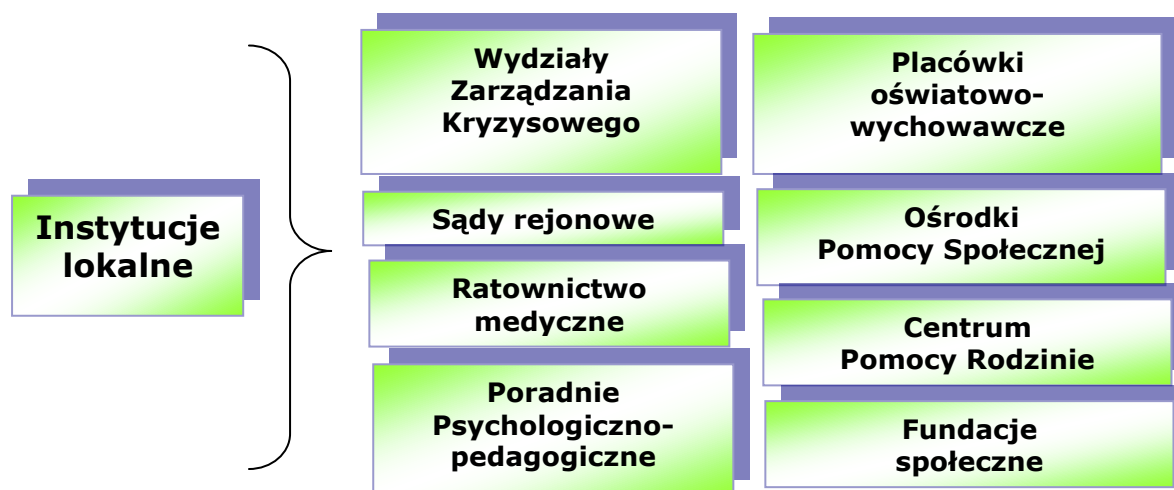 Instytucje
lokalne
Wydziały
Zarządzania
Kryzysowego
Sądy rejonowe
Ratownictwo
medyczne
Poradnie
Psychologiczno-
pedagogiczne
Placówki
oświatowo-
wychowawcze
Ośrodki
Pomocy Społecznej
Centrum
Pomocy Rodzinie
Fundacje
społeczne